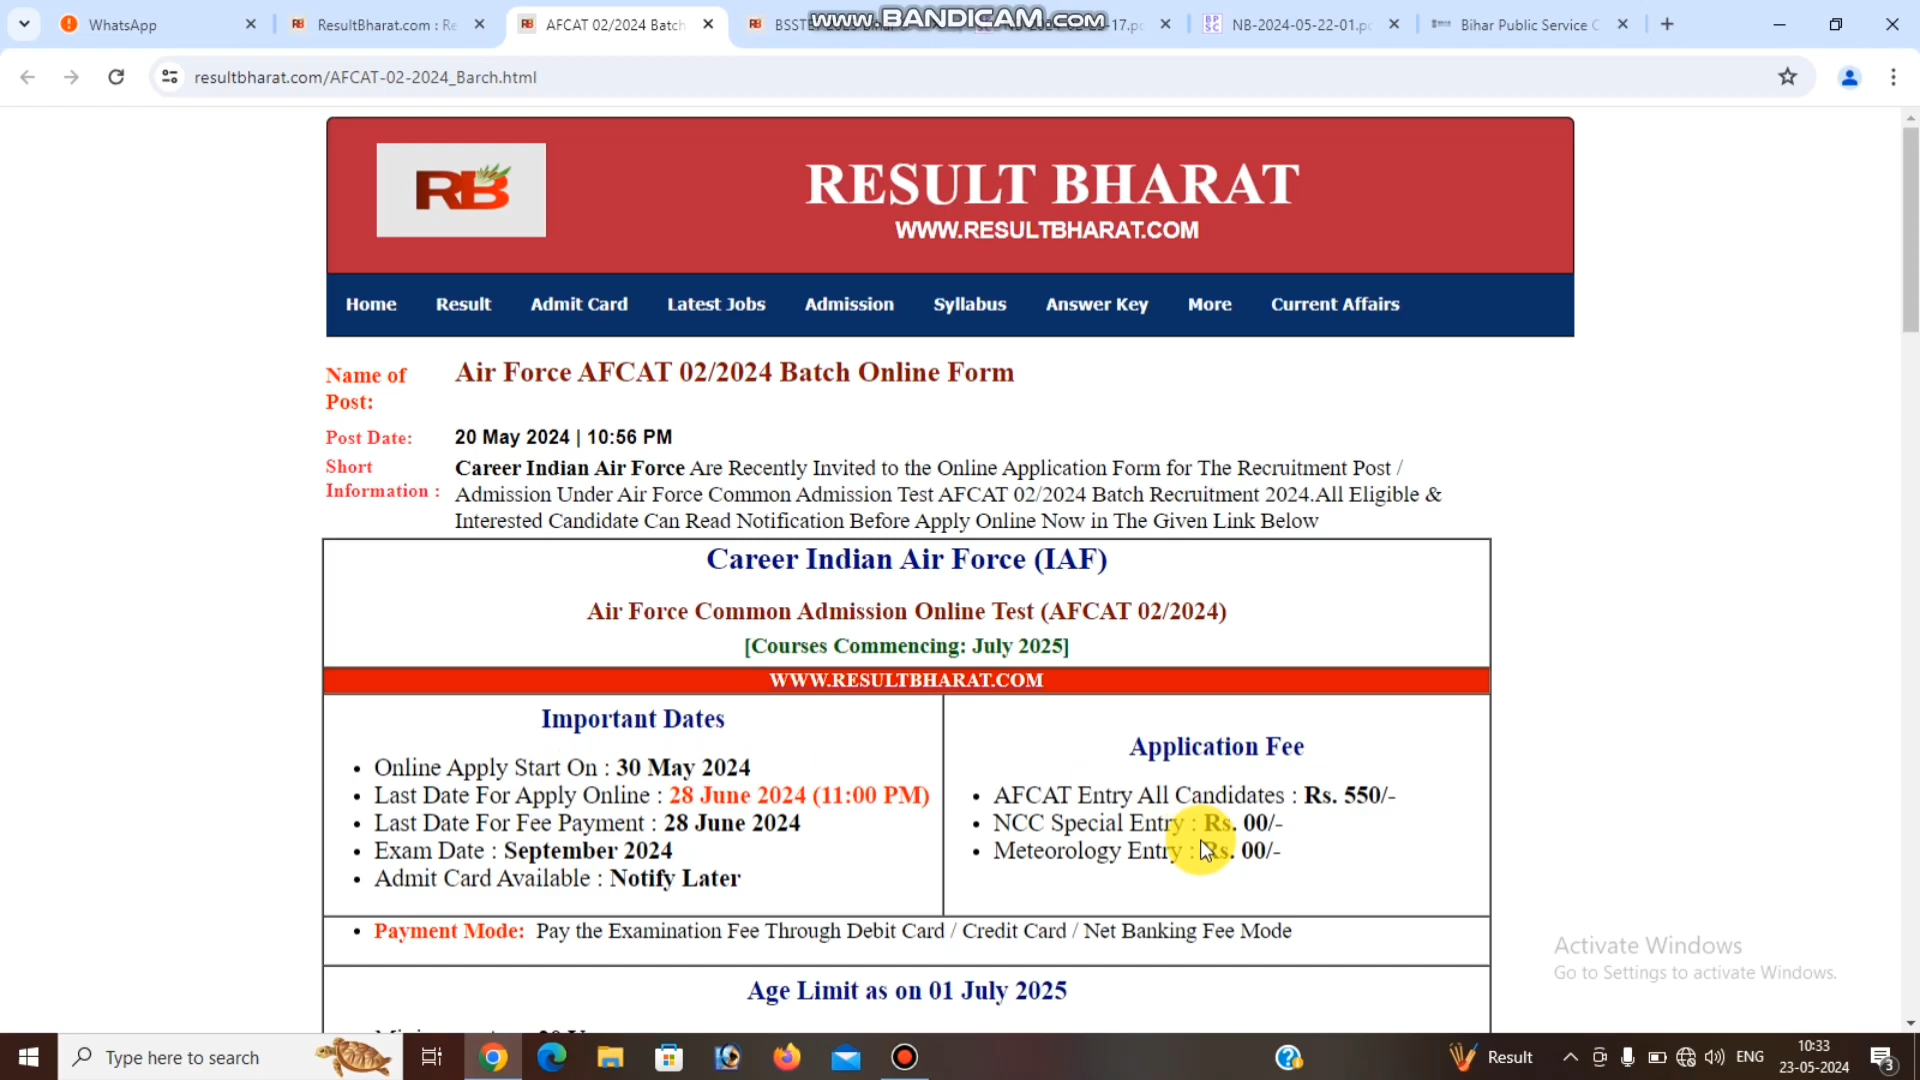 WhatsApp
ResultBharat.com : Re
AFCAT 02/2024 Batch
www.BANDICAM.com
NB-2024-05-22-01.pc
Bihar Public Service C
resultbharat.com/AFCAT-02-2024_Barch.html
RB
RESULT BHARAT
WWW.RESULTBHARAT.COM
Home Result Admit Card Latest Jobs Admission Syllabus Answer Key More Current Affairs
Name of Post: Air Force AFCAT 02/2024 Batch Online Form
Post Date: 20 May 2024 | 10:56 PM
Short Information : Career Indian Air Force Are Recently Invited to the Online Application Form for The Recruitment Post /
Admission Under Air Force Common Admission Test AFCAT 02/2024 Batch Recruitment 2024.All Eligible &
Interested Candidate Can Read Notification Before Apply Online Now in The Given Link Below
Career Indian Air Force (IAF)
Air Force Common Admission Online Test (AFCAT 02/2024)
[Courses Commencing: July 2025]
WWW.RESULTBHARAT.COM
Important Dates
• Online Apply Start On : 30 May 2024
• Last Date For Apply Online : 28 June 2024 (11:00 PM)
• Last Date For Fee Payment : 28 June 2024
• Exam Date : September 2024
• Admit Card Available : Notify Later
Application Fee
• AFCAT Entry All Candidates : Rs. 550/-
• NCC Special Entry : Rs. 00/-
• Meteorology Entry : Rs. 00/-
• Payment Mode: Pay the Examination Fee Through Debit Card / Credit Card / Net Banking Fee Mode
Age Limit as on 01 July 2025
Activate Windows
Go to Settings to activate Windows.
Type here to search
Result
ENG
10:33
23-05-2024
3